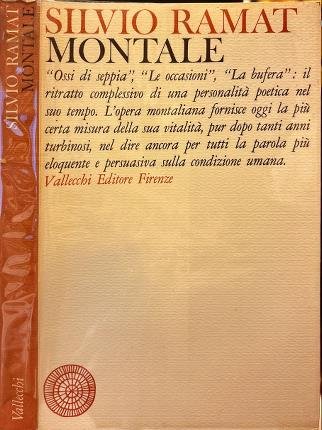 SILVIO RAMAT
MONTALE
"Ossi di seppia", "Le occasioni", "La bufera": il
ritratto complessivo di una personalità poetica nel
suo tempo. L'opera montaliana fornisce oggi la più
certa misura della sua vitalità, pur dopo tanti anni
turbinosi, nel dire ancora per tutti la parola più
eloquente e persuasiva sulla condizione umana.
Vallecchi Editore Firenze
SILVIO RAMAT
MONTALE
Vallecchi